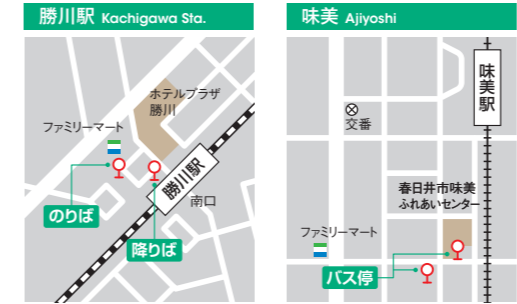 勝川駅 Kachigawa Sta.
ホテルプラザ
勝川
ファミリーマート
勝川駅
のりば
南口
降りば
味美 Ajiyoshi
味美駅
交番
春日井市味美
ふれあいセンター
ファミリーマート
バス停